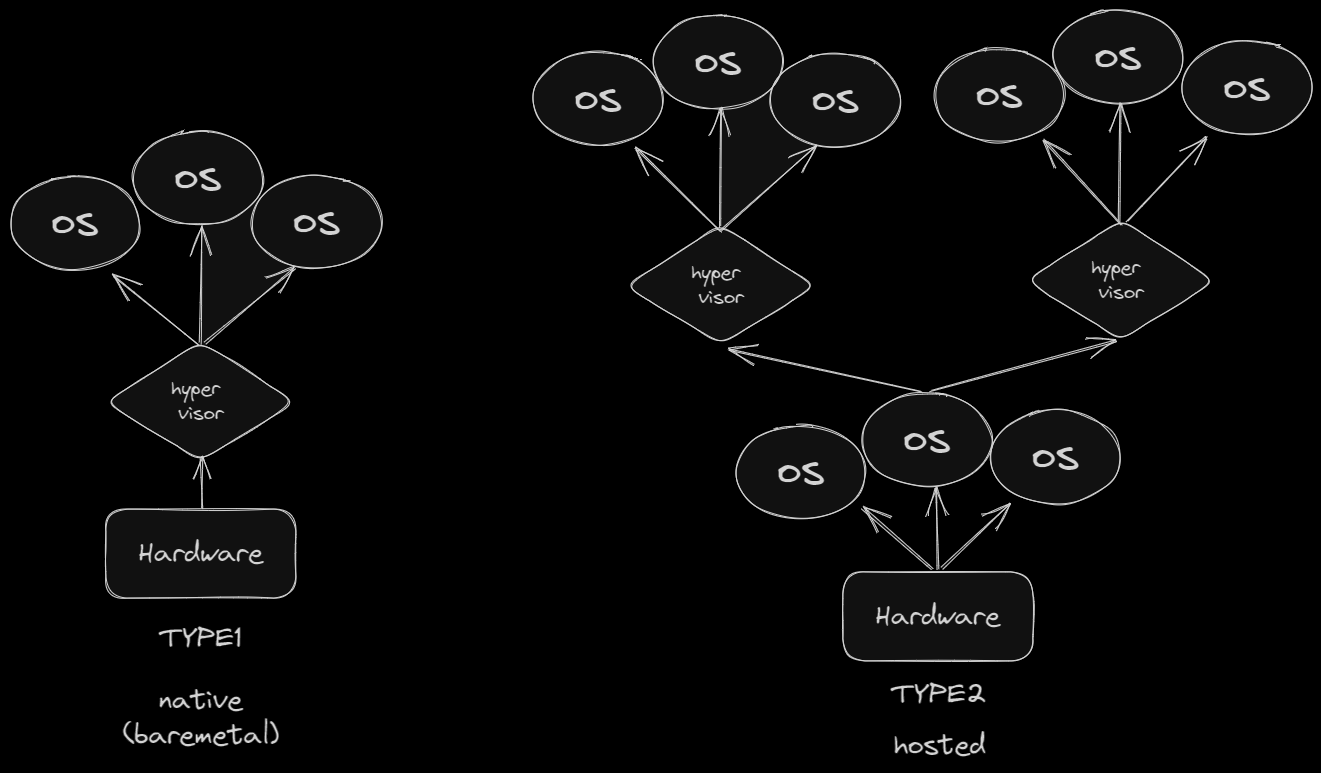 OS
OS
OS
hyper
visor
Hardware
TYPE1
native
(baremetal)
OS
OS
OS
OS
OS
OS
hyper
visor
hyper
visor
OS
OS
OS
Hardware
TYPE2
hosted